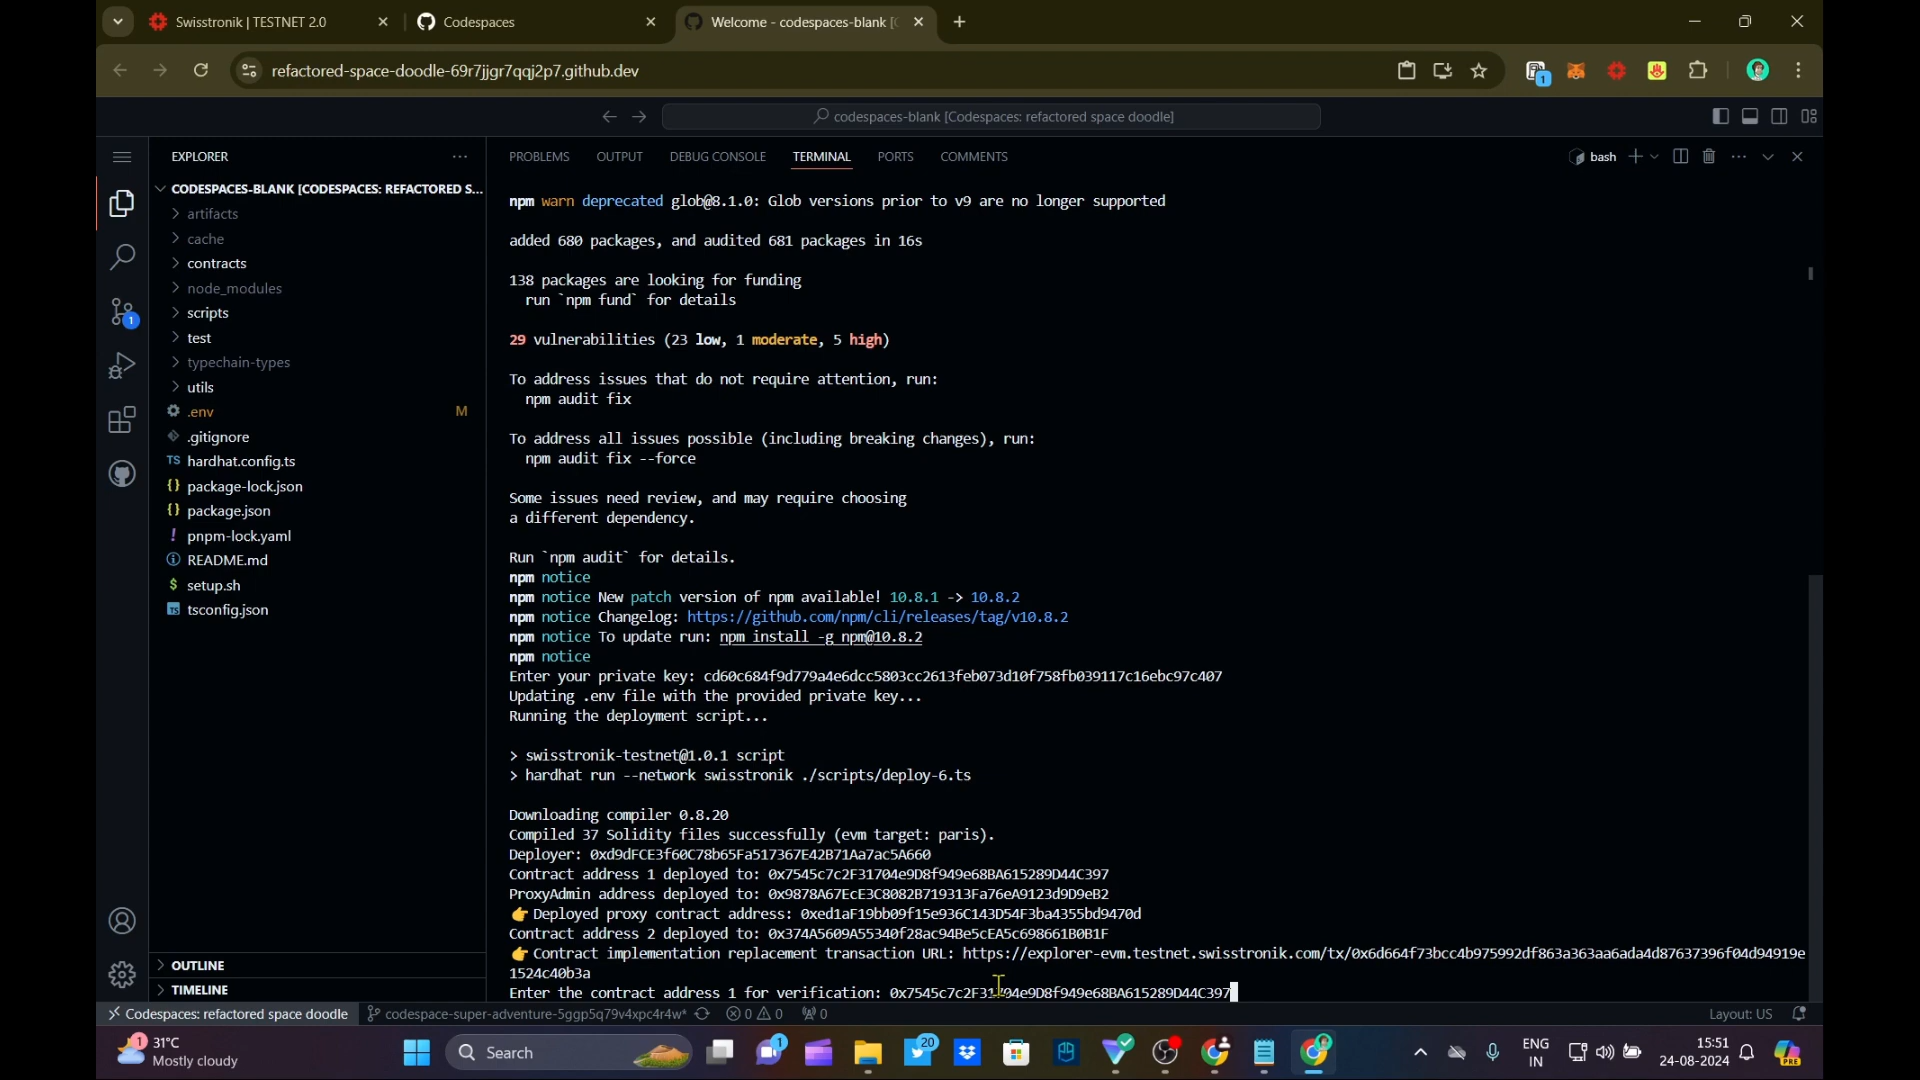 Swisstronik | TESTNET 2.0
Codespaces
Welcome - codespaces-blank [C
refactored-space-doodle-69r7jjgr7qqj2p7.github.dev
1
codespaces-blank [Codespaces: refactored space doodle]
EXPLORER
PROBLEMS
OUTPUT
DEBUG CONSOLE
TERMINAL
PORTS
COMMENTS
bash
CODESPACES-BLANK [CODESPACES: REFACTORED S...
artifacts
cache
contracts
node_modules
scripts
1
test
typechain-types
utils
.env
M
.gitignore
TS hardhat.config.ts
{} package-lock.json
{} package.json
! pnpm-lock.yaml
README.md
$ setup.sh
TS tsconfig.json
OUTLINE
TIMELINE
npm warn deprecated glob@8.1.0: Glob versions prior to v9 are no longer supported
added 680 packages, and audited 681 packages in 16s
138 packages are looking for funding
run `npm fund` for details
29 vulnerabilities (23 low, 1 moderate, 5 high)
To address issues that do not require attention, run:
npm audit fix
To address all issues possible (including breaking changes), run:
npm audit fix --force
Some issues need review, and may require choosing
a different dependency.
Run `npm audit` for details.
npm notice
npm notice New patch version of npm available! 10.8.1 -> 10.8.2
npm notice Changelog: https://github.com/npm/cli/releases/tag/v10.8.2
npm notice To update run: npm install -g npm@10.8.2
npm notice
Enter your private key: cd60c684f9d779a4e6dcc5803cc2613feb073d10f758fb039117c16ebc97c407
Updating .env file with the provided private key...
Running the deployment script...
> swisstronik-testnet@1.0.1 script
> hardhat run --network swisstronik ./scripts/deploy-6.ts
Downloading compiler 0.8.20
Compiled 37 Solidity files successfully (evm target: paris).
Deployer: 0xd9dFCE3f60C78b65Fa517367E42B71Aa7ac5A660
Contract address 1 deployed to: 0x7545c7c2F31704e9D8f949e68BA615289D44C397
ProxyAdmin address deployed to: 0x9878A67EcE3C8082B719313Fa76eA9123d9D9eB2
👉 Deployed proxy contract address: 0xed1aF19bb09f15e936C143D54F3ba4355bd9470d
Contract address 2 deployed to: 0x374A5609A55340f28ac94Be5cEA5c698661B0B1F
👉 Contract implementation replacement transaction URL: https://explorer-evm.testnet.swisstronik.com/tx/0x6d664f73bcc4b975992df863a363aa6ada4d87637396f04d94919e
1524c40b3a
Enter the contract address 1 for verification: 0x7545c7c2F31704e9D8f949e68BA615289D44C397
Codespaces: refactored space doodle
codespace-super-adventure-5ggp5q79v4xpc4r4w*
0
0
0
Layout: US
1
31°C
Mostly cloudy
Search
1
20
ENG
IN
15:51
24-08-2024
PRE